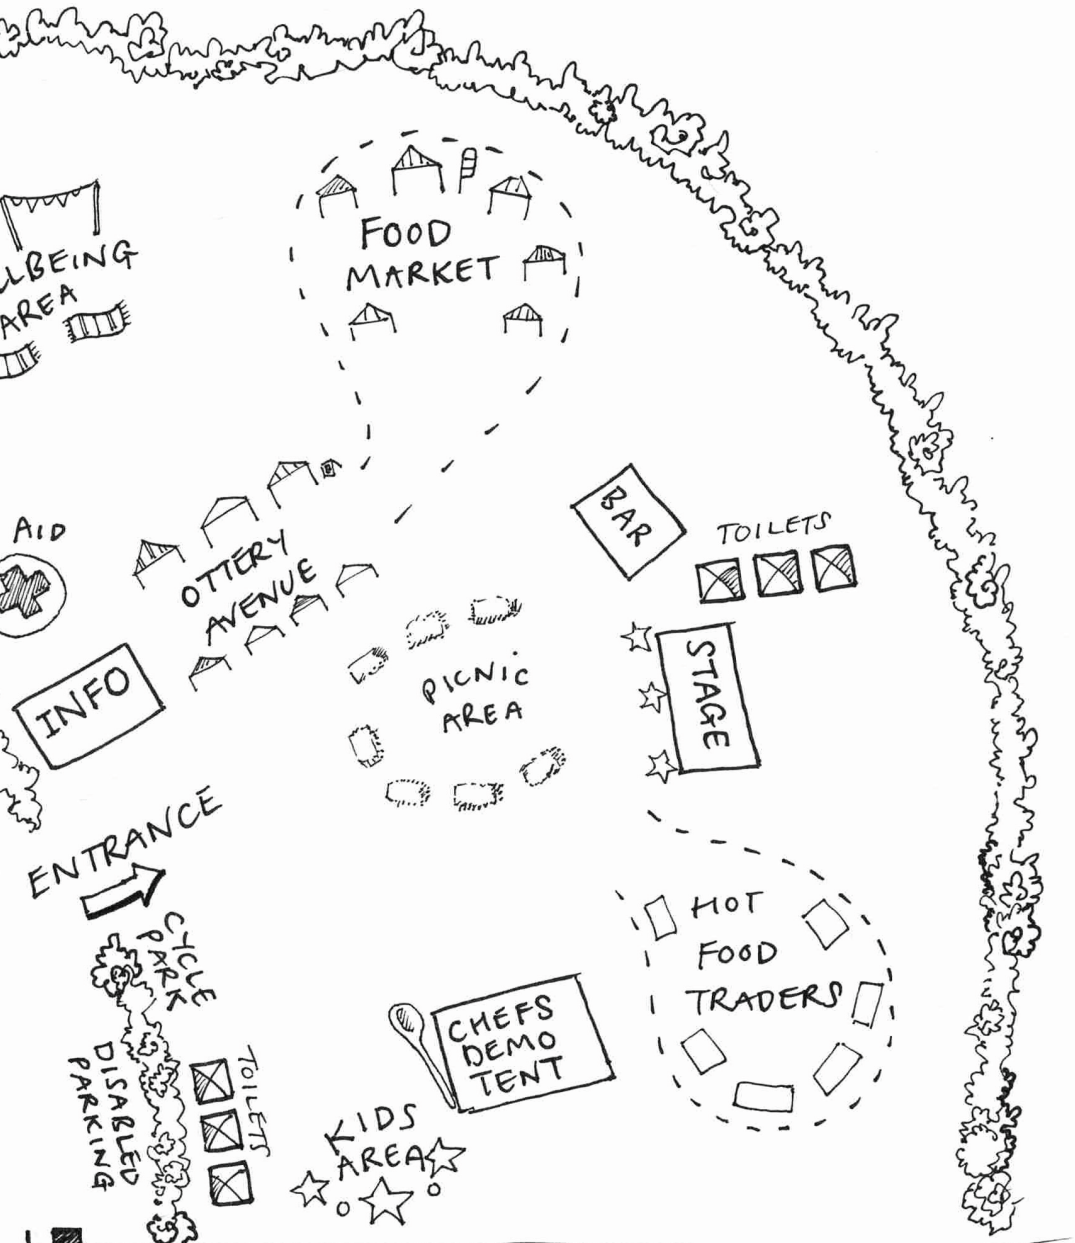 FOOD
MARKET
LLBEING
AREA
AID
OTTERY
AVENUE
BAR
TOILETS
INFO
PICNiC
AREA
STAGE
ENTRANCE
CYCLE
PARK
HOT
FOOD
TRADERS
CHEFS
DEMO
TENT
DISABLED
PARKING
TOILETS
KIDS
AREA